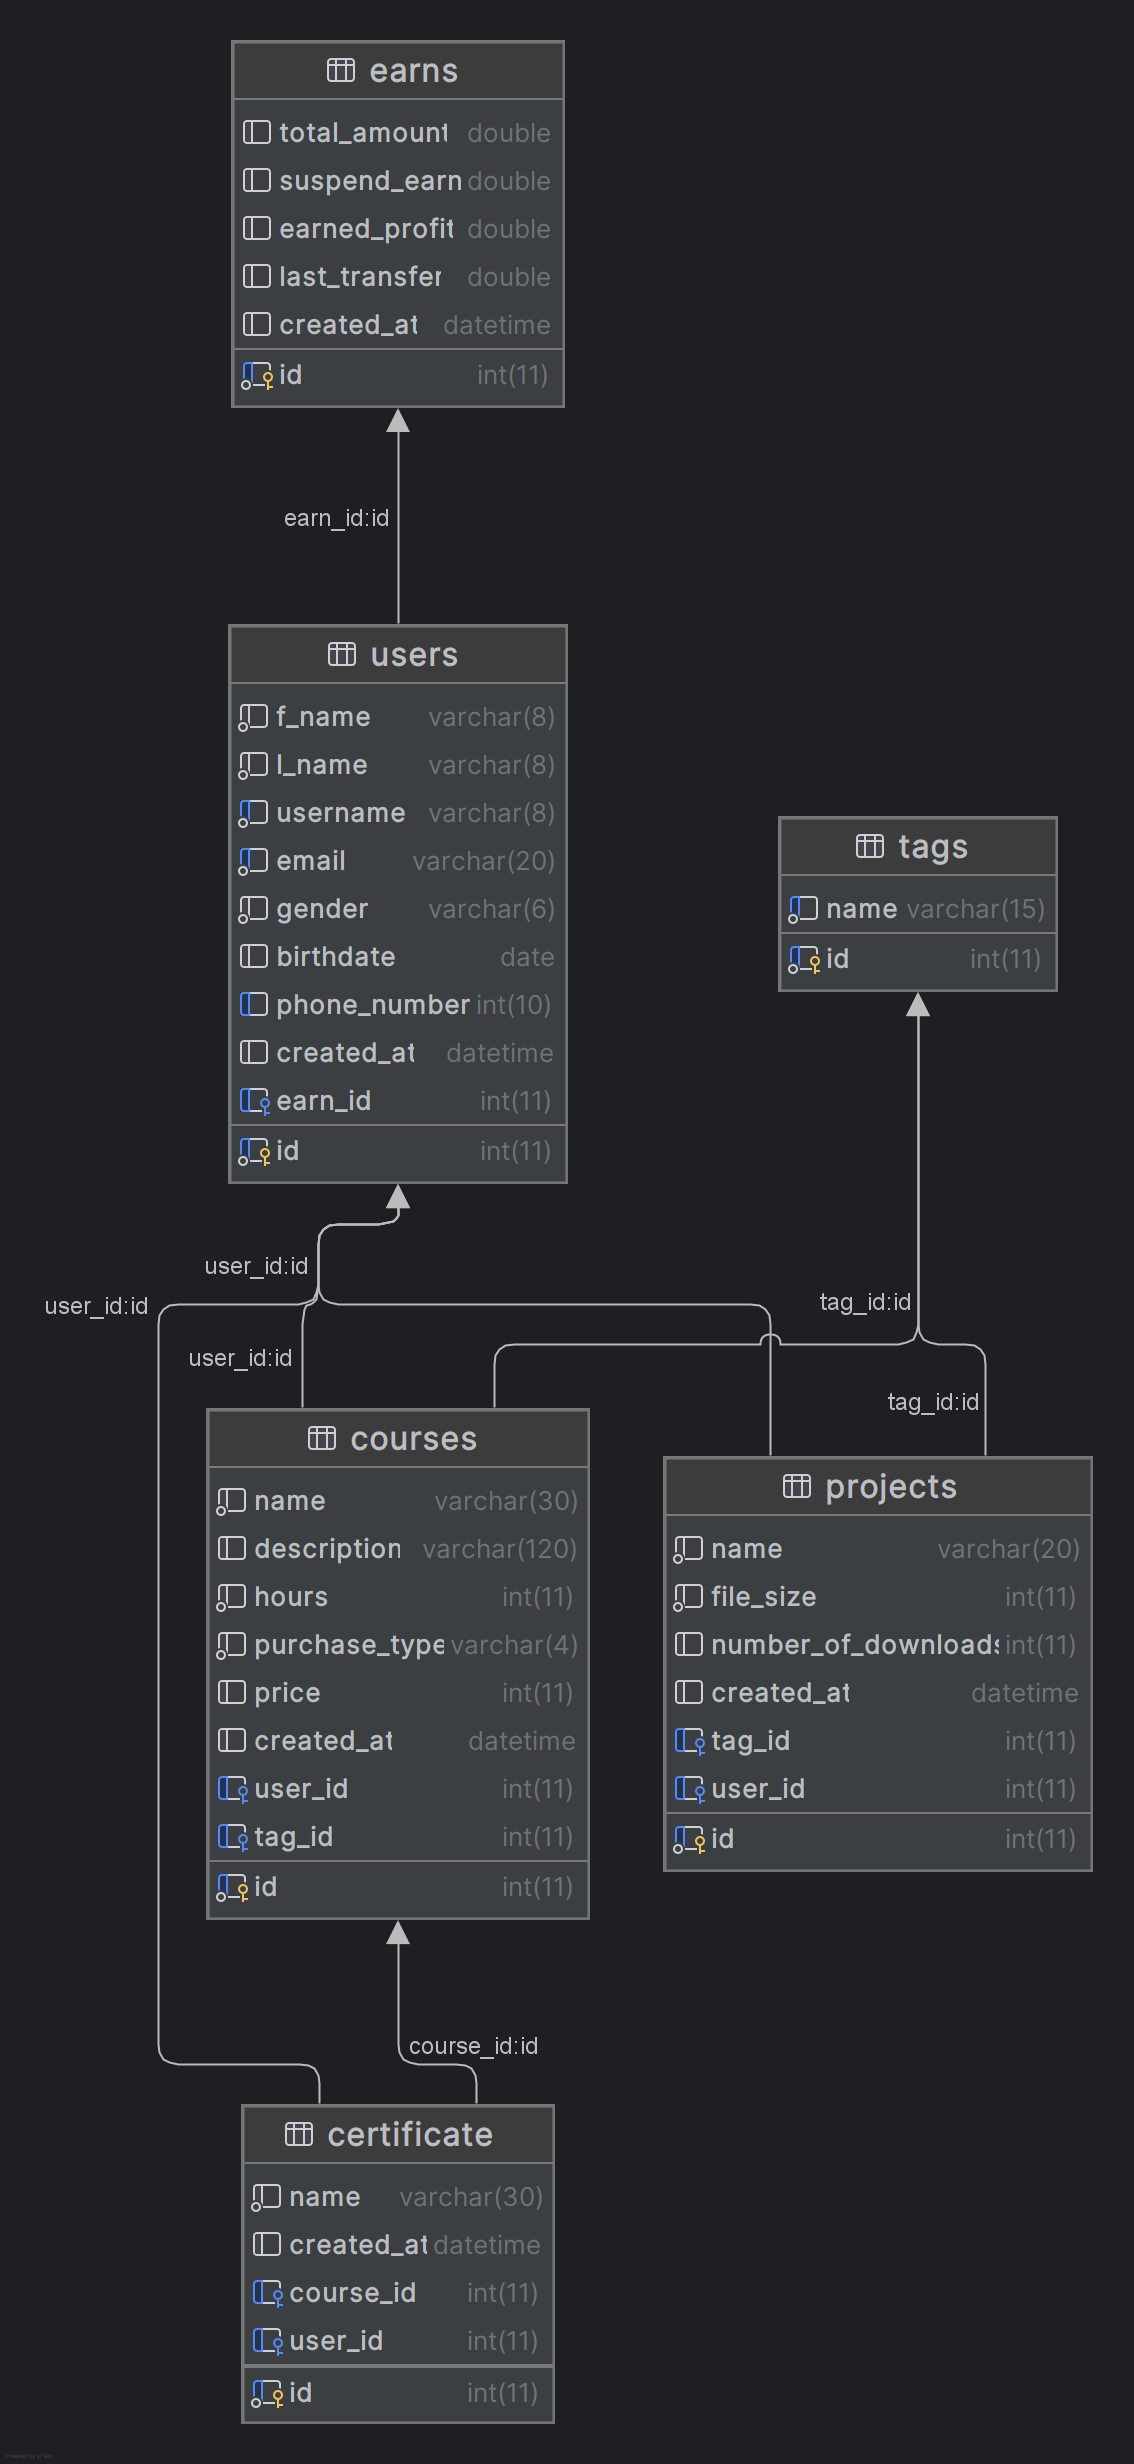 earns
total_amount double
suspend_earn double
earned_profit double
last_transfer double
created_at datetime
id int(11)
earn_id:id
users
f_name varchar(8)
l_name varchar(8)
username varchar(8)
email varchar(20)
gender varchar(6)
birthdate date
phone_number int(10)
created_at datetime
earn_id int(11)
id int(11)
tags
name varchar(15)
id int(11)
user_id:id
user_id:id
tag_id:id
user_id:id
tag_id:id
courses
name varchar(30)
description varchar(120)
hours int(11)
purchase_type varchar(4)
price int(11)
created_at datetime
user_id int(11)
tag_id int(11)
id int(11)
projects
name varchar(20)
file_size int(11)
number_of_downloads int(11)
created_at datetime
tag_id int(11)
user_id int(11)
id int(11)
course_id:id
certificate
name varchar(30)
created_at datetime
course_id int(11)
user_id int(11)
id int(11)
Powered by yFiles